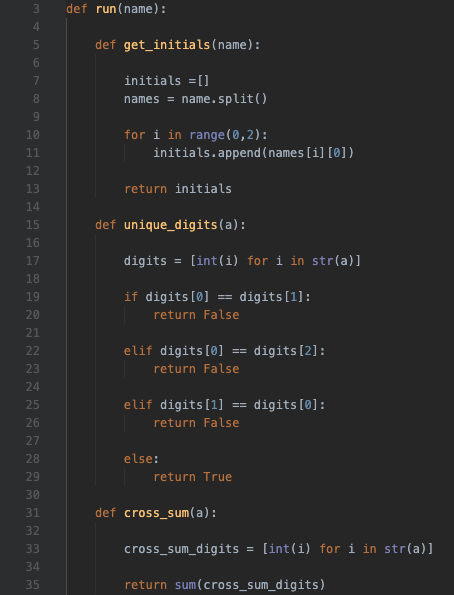 3 def run(name):
4
5 def get_initials(name):
6
7 initials =[]
8 names = name.split()
9
10 for i in range(0,2):
11 initials.append(names[i][0])
12
13 return initials
14
15 def unique_digits(a):
16
17 digits = [int(i) for i in str(a)]
18
19 if digits[0] == digits[1]:
20 return False
21
22 elif digits[0] == digits[2]:
23 return False
24
25 elif digits[1] == digits[0]:
26 return False
27
28 else:
29 return True
30
31 def cross_sum(a):
32
33 cross_sum_digits = [int(i) for i in str(a)]
34
35 return sum(cross_sum_digits)